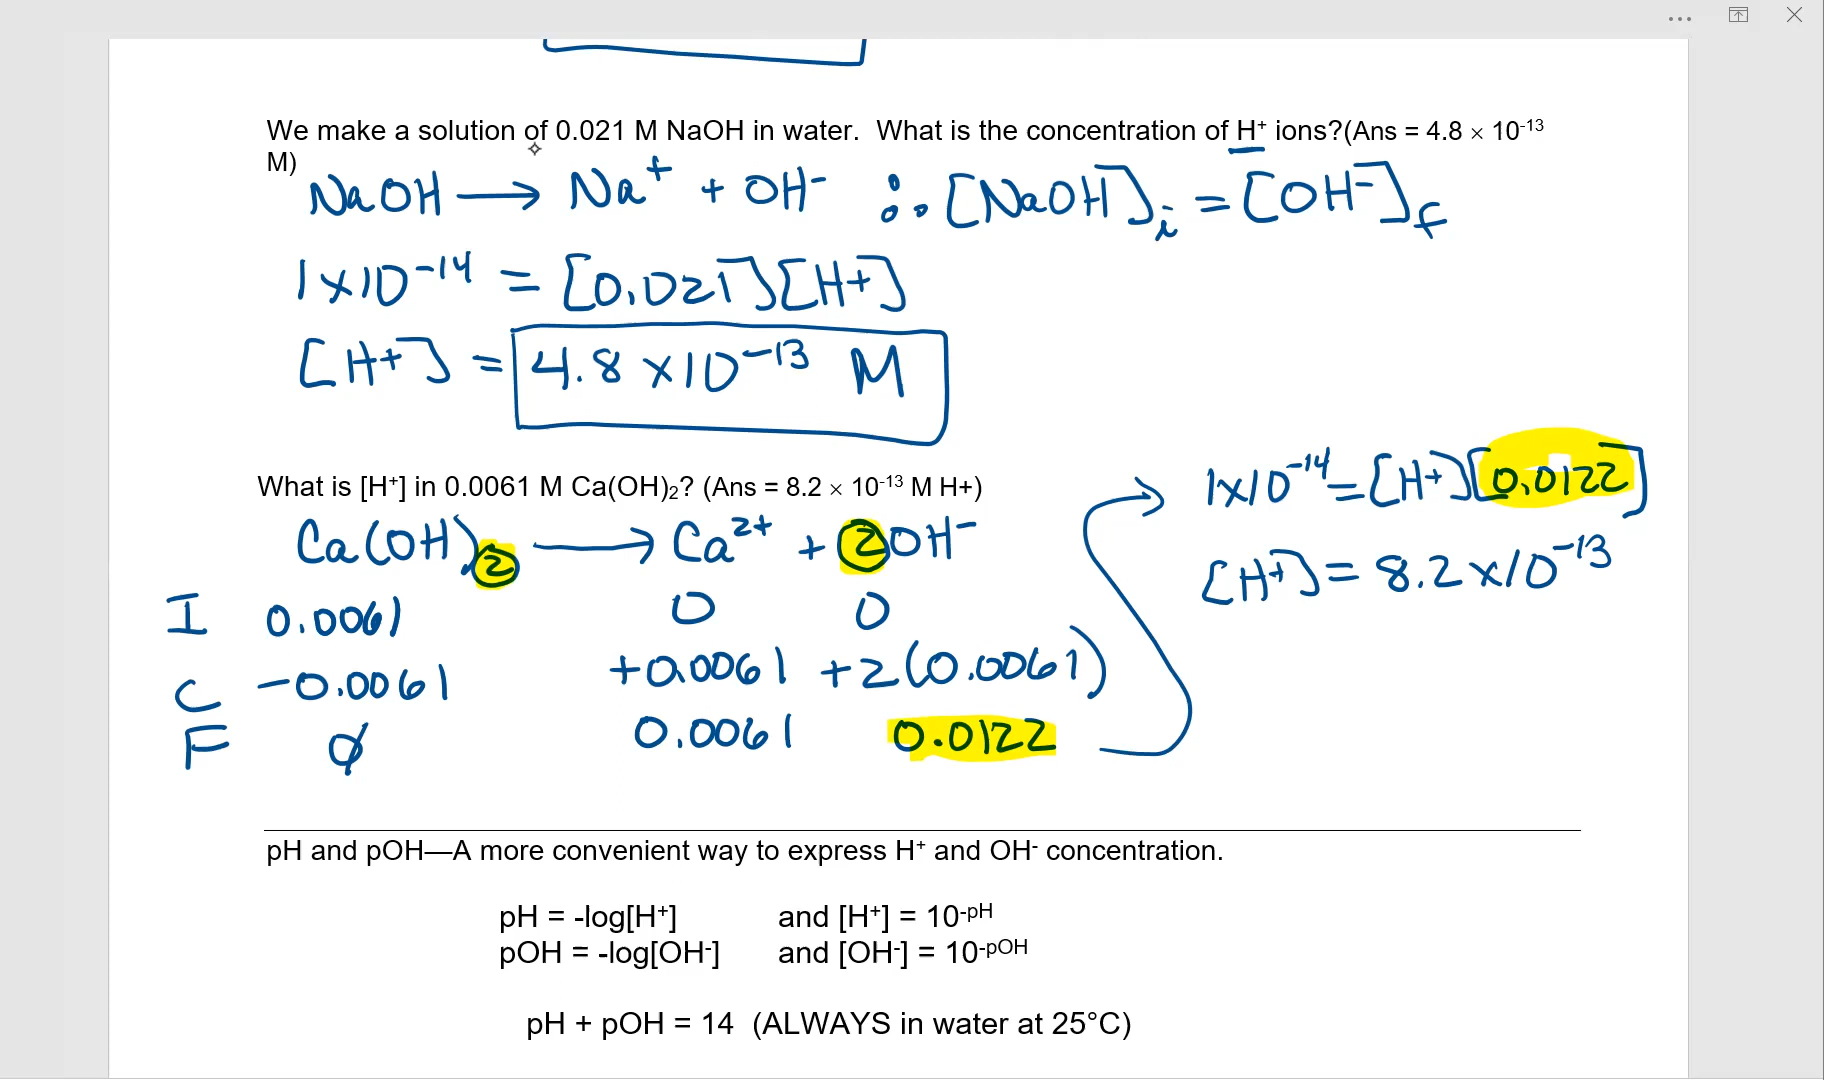 We make a solution of 0.021 M NaOH in water. What is the concentration of H⁺ ions?(Ans = 4.8 × 10⁻¹³
M)
NaOH → Na⁺ + OH⁻ ∴ [NaOH]ᵢ = [OH⁻]f
1×10⁻¹⁴ = [0.021][H+]
[H+] = 4.8 ×10⁻¹³ M
1×10⁻¹⁴ = [H+][0.0122]
What is [H⁺] in 0.0061 M Ca(OH)₂? (Ans = 8.2 × 10⁻¹³ M H+)
Ca(OH)₂ → Ca²⁺ + 2OH⁻
[H+] = 8.2 ×10⁻¹³
I 0.0061 0 0
C -0.0061 +0.0061 +2(0.0061)
F ∅ 0.0061 0.0122
pH and pOH—A more convenient way to express H⁺ and OH⁻ concentration.
pH = -log[H⁺] and [H⁺] = 10⁻ᵖᴴ
pOH = -log[OH⁻] and [OH⁻] = 10⁻ᵖᴼᴴ
pH + pOH = 14 (ALWAYS in water at 25°C)